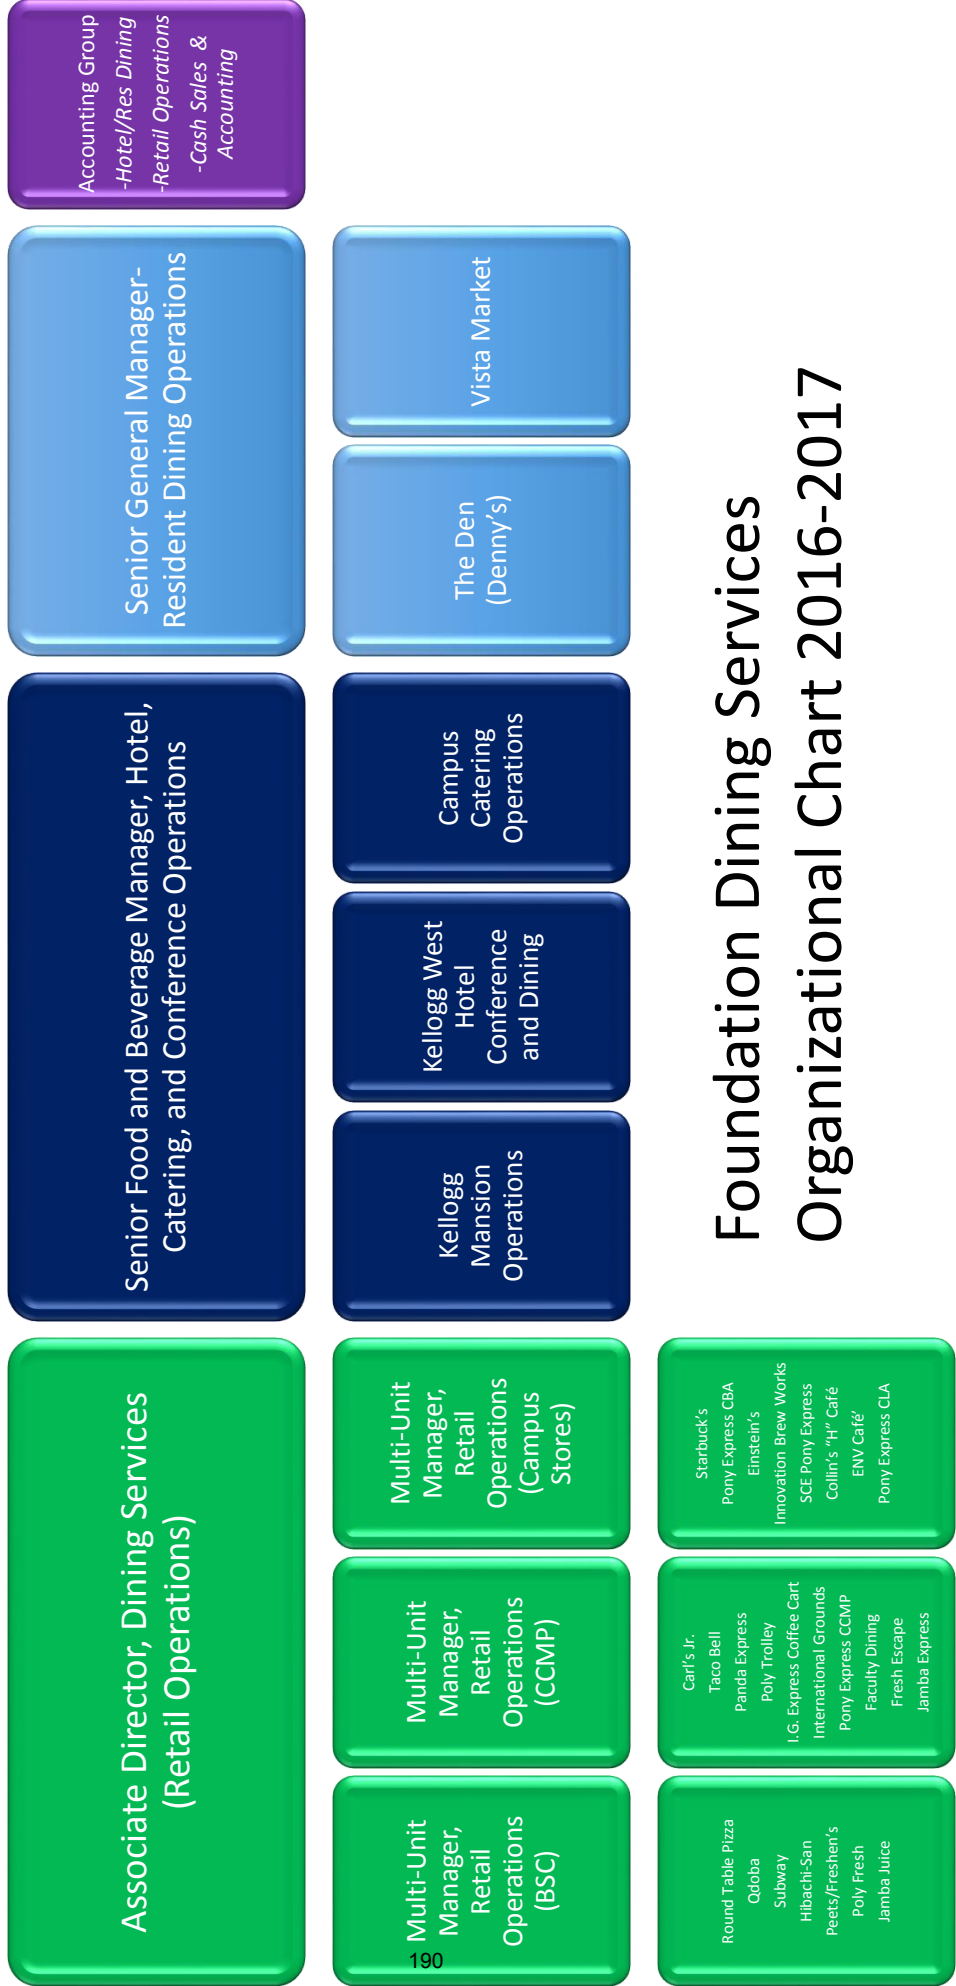 Associate Director, Dining Services
(Retail Operations)
Senior Food and Beverage Manager, Hotel,
Catering, and Conference Operations
Senior General Manager-
Resident Dining Operations
Accounting Group
-Hotel/Res Dining
-Retail Operations
-Cash Sales &
Accounting
Multi-Unit
Manager,
Retail
Operations
(BSC)
Multi-Unit
Manager,
Retail
Operations
(CCMP)
Multi-Unit
Manager,
Retail
Operations
(Campus
Stores)
Kellogg
Mansion
Operations
Kellogg West
Hotel
Conference
and Dining
Campus
Catering
Operations
The Den
(Denny’s)
Vista Market
Round Table Pizza
Qdoba
Subway
Hibachi-San
Peets/Freshen’s
Poly Fresh
Jamba Juice
Carl’s Jr.
Taco Bell
Panda Express
Poly Trolley
I.G. Express Coffee Cart
International Grounds
Pony Express CCMP
Faculty Dining
Fresh Escape
Jamba Express
Starbuck’s
Pony Express CBA
Einstein’s
Innovation Brew Works
SCE Pony Express
Collin’s “H” Café
ENV Café’
Pony Express CLA
Foundation Dining Services
Organizational Chart 2016-2017
190